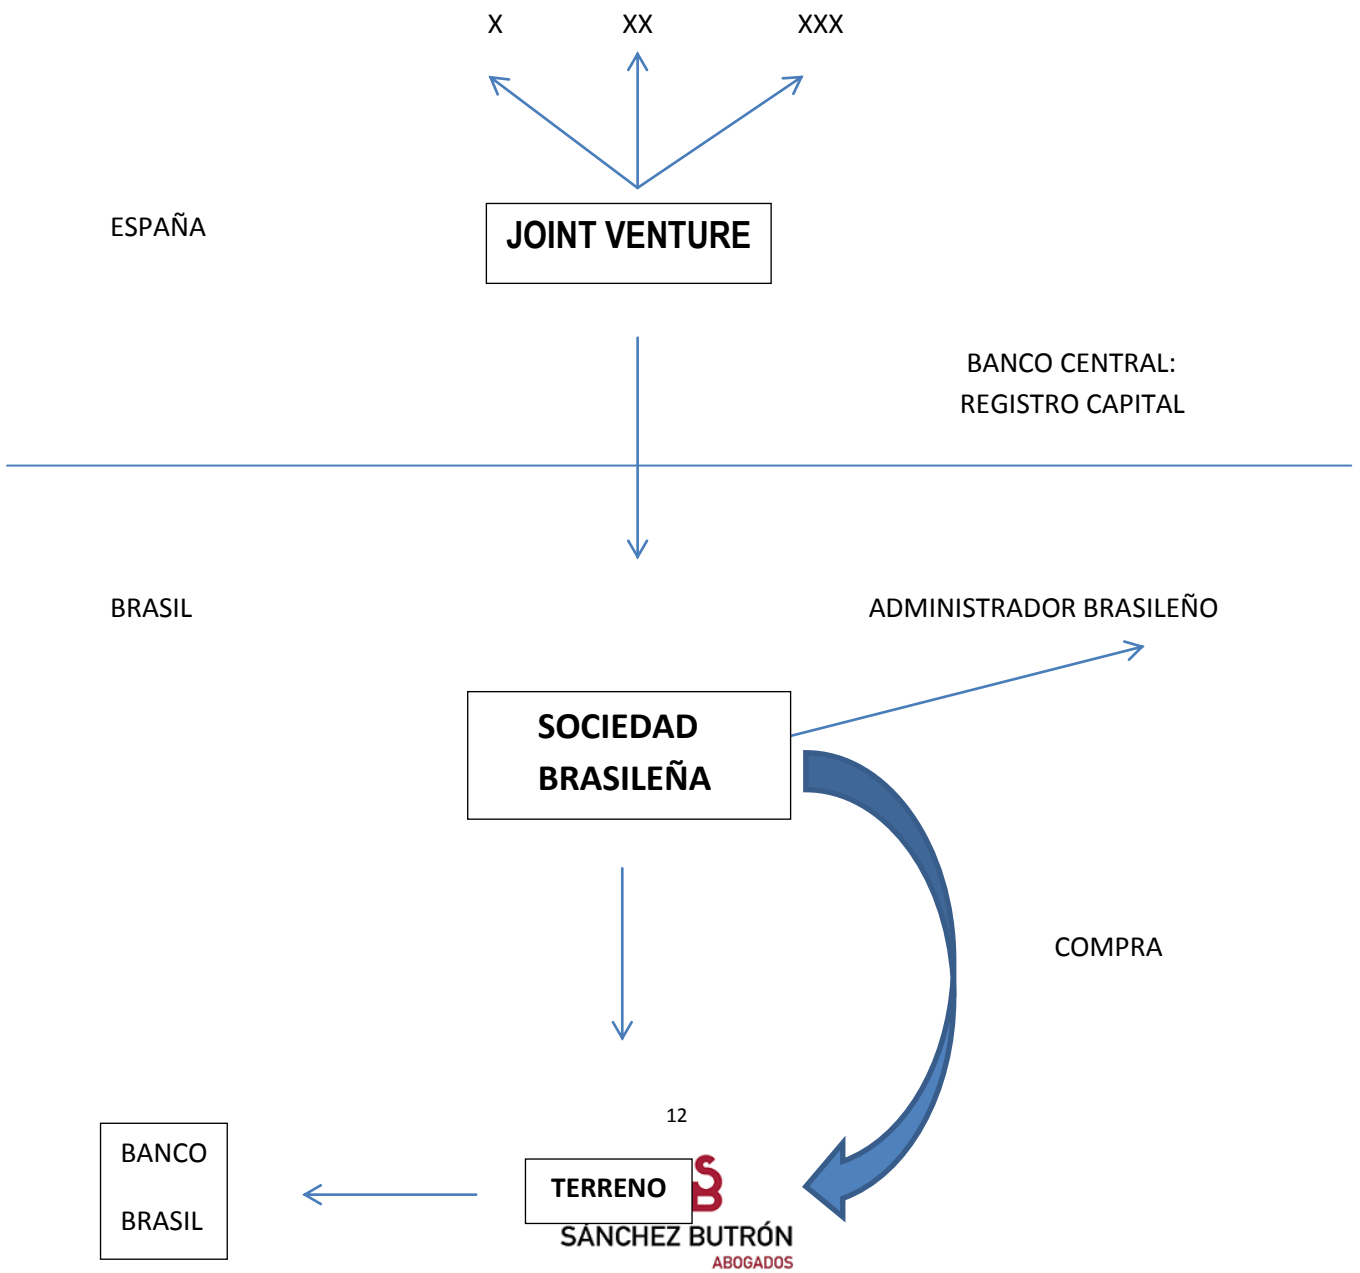 X XX XXX
ESPAÑA
JOINT VENTURE
BANCO CENTRAL:
REGISTRO CAPITAL
BRASIL
ADMINISTRADOR BRASILEÑO
SOCIEDAD
BRASILEÑA
COMPRA
12
BANCO
BRASIL
TERRENO
SB
SÁNCHEZ BUTRÓN
ABOGADOS